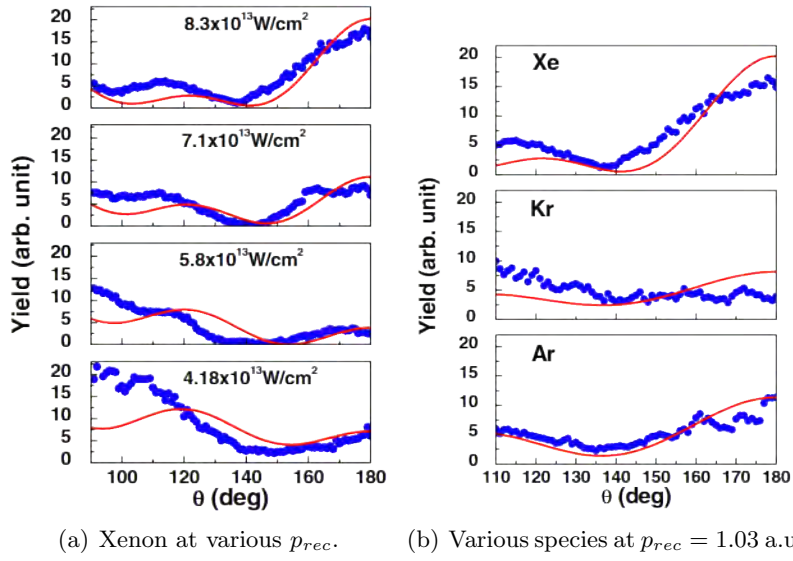 8.3x10^13W/cm^2
20
15
10
5
0
7.1x10^13W/cm^2
20
15
10
5
0
5.8x10^13W/cm^2
20
15
10
5
0
4.18x10^13W/cm^2
20
15
10
5
0
Yield (arb. unit)
100 120 140 160 180
θ (deg)
(a) Xenon at various p_rec.
Xe
20
15
10
5
0
Kr
20
15
10
5
0
Ar
20
15
10
5
0
Yield (arb. unit)
110 120 130 140 150 160 170 180
θ (deg)
(b) Various species at p_rec = 1.03 a.u